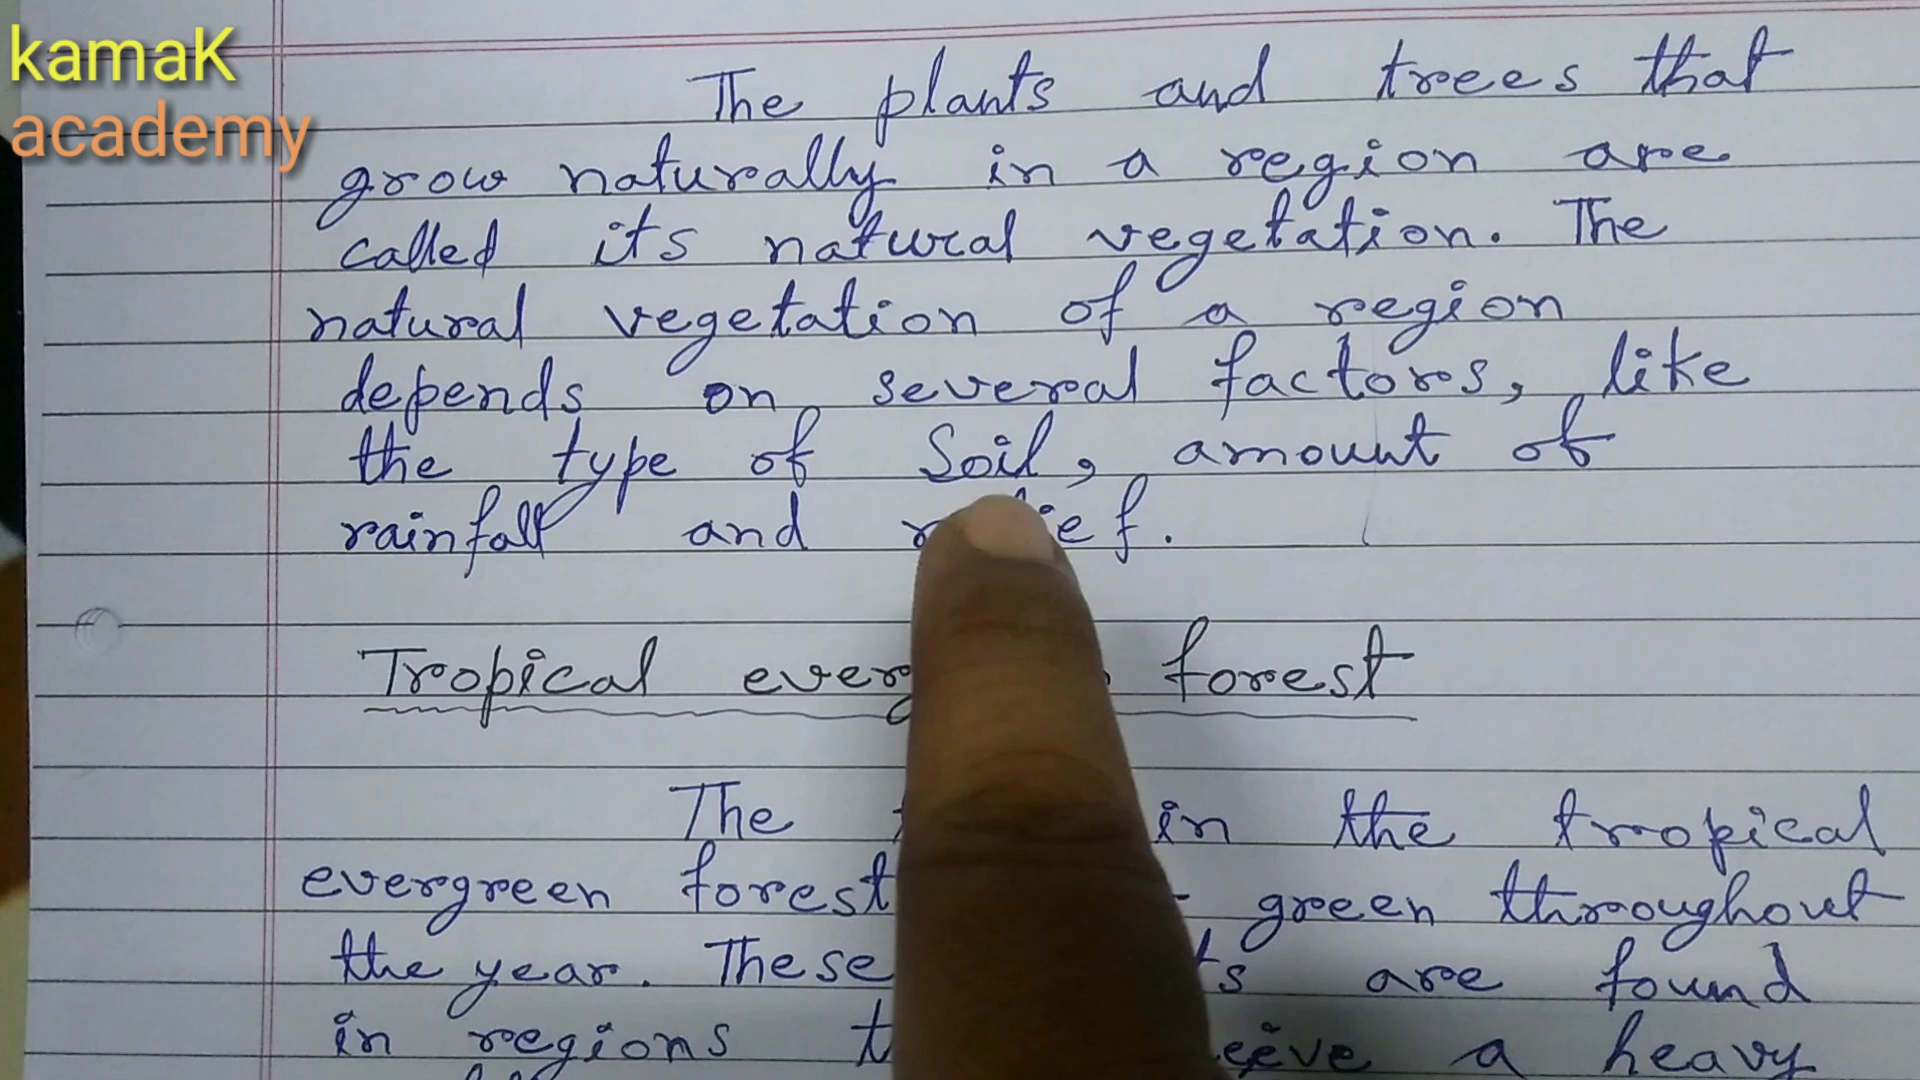 kamaK
academy
The plants and trees that
grow naturally in a region are
called its natural vegetation. The
natural vegetation of a region
depends on several factors, like
the type of Soil, amount of
rainfall and
Tropical forest
The in the tropical
evergreen forest green throughout
the year. These are found
in regions a heavy